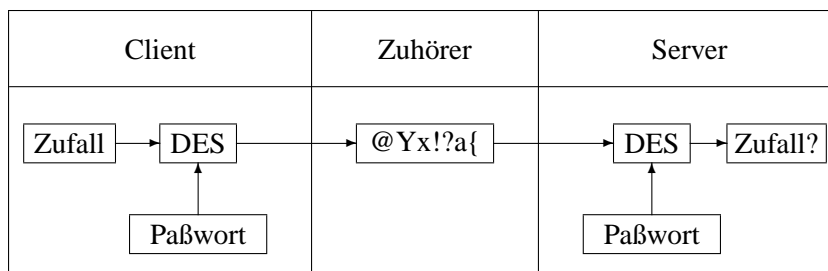 Client Zuhörer Server
Zufall DES @Yx!?a{ DES Zufall?
Paßwort Paßwort